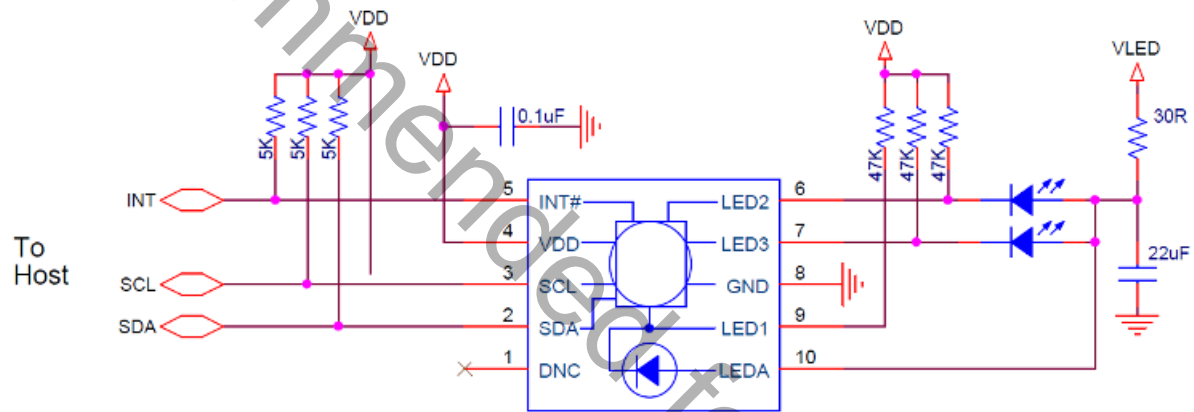 VDD
VDD
VDD
VLED
0.1uF
30R
5K
5K
5K
47K
47K
47K
22uF
To
Host
INT
SCL
SDA
5
4
3
2
1
INT#
VDD
SCL
SDA
DNC
LED2
LED3
GND
LED1
LEDA
6
7
8
9
10